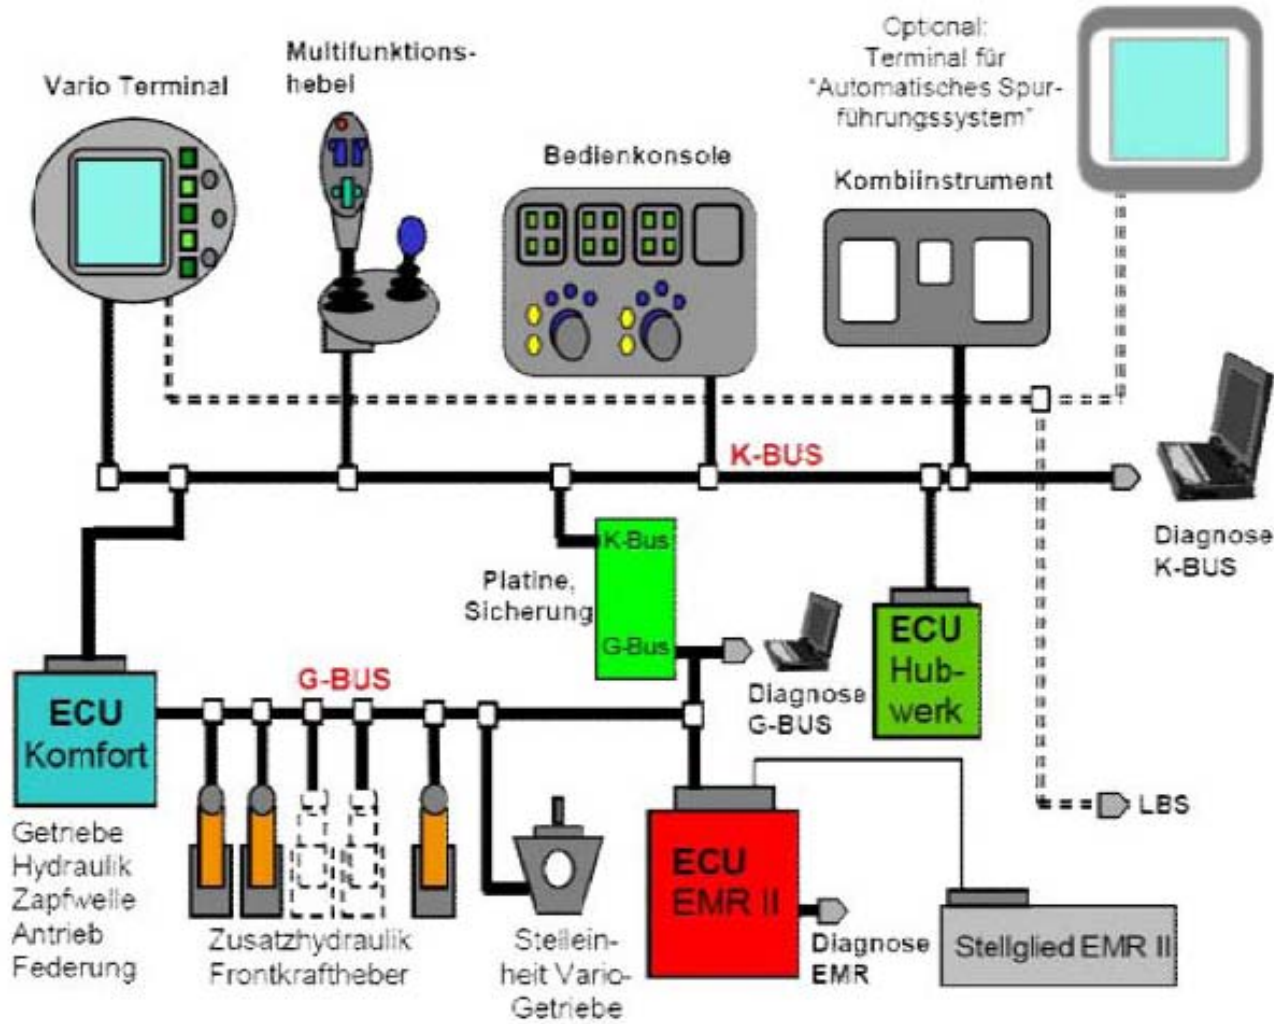 Optional:
Terminal für
"Automatisches Spur-
führungssystem"
Multifunktions-
hebel
Vario Terminal
Bedienkonsole
Kombiinstrument
K-BUS
Diagnose
K-BUS
K-Bus
Platine,
Sicherung
G-Bus
ECU
Hub-
werk
G-BUS
Diagnose
G-BUS
ECU
Komfort
LBS
Getriebe
Hydraulik
Zapfwelle
Antrieb
Federung
Zusatzhydraulik
Frontkraftheber
Stellein-
heit Vario-
Getriebe
ECU
EMR II
Diagnose
EMR
Stellglied EMR II